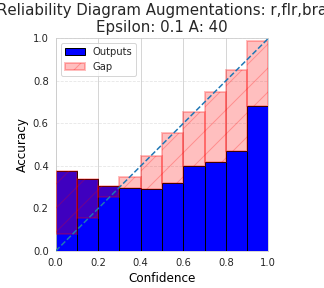 Reliability Diagram Augmentations: r,flr,bra
Epsilon: 0.1 A: 40
1.0
Outputs
Gap
0.8
0.6
Accuracy
0.4
0.2
0.0
0.0 0.2 0.4 0.6 0.8 1.0
Confidence